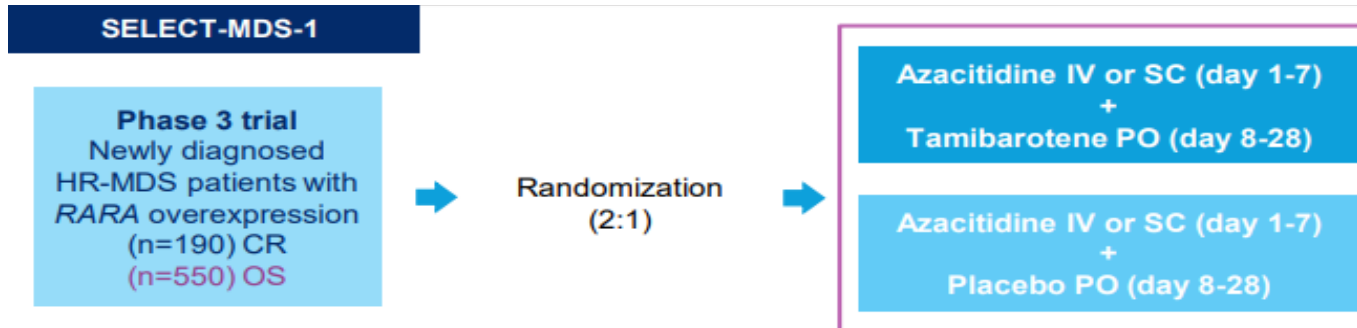 SELECT-MDS-1
Phase 3 trial
Newly diagnosed
HR-MDS patients with
RARA overexpression
(n=190) CR
(n=550) OS
Randomization
(2:1)
Azacitidine IV or SC (day 1-7)
+
Tamibarotene PO (day 8-28)
Azacitidine IV or SC (day 1-7)
+
Placebo PO (day 8-28)